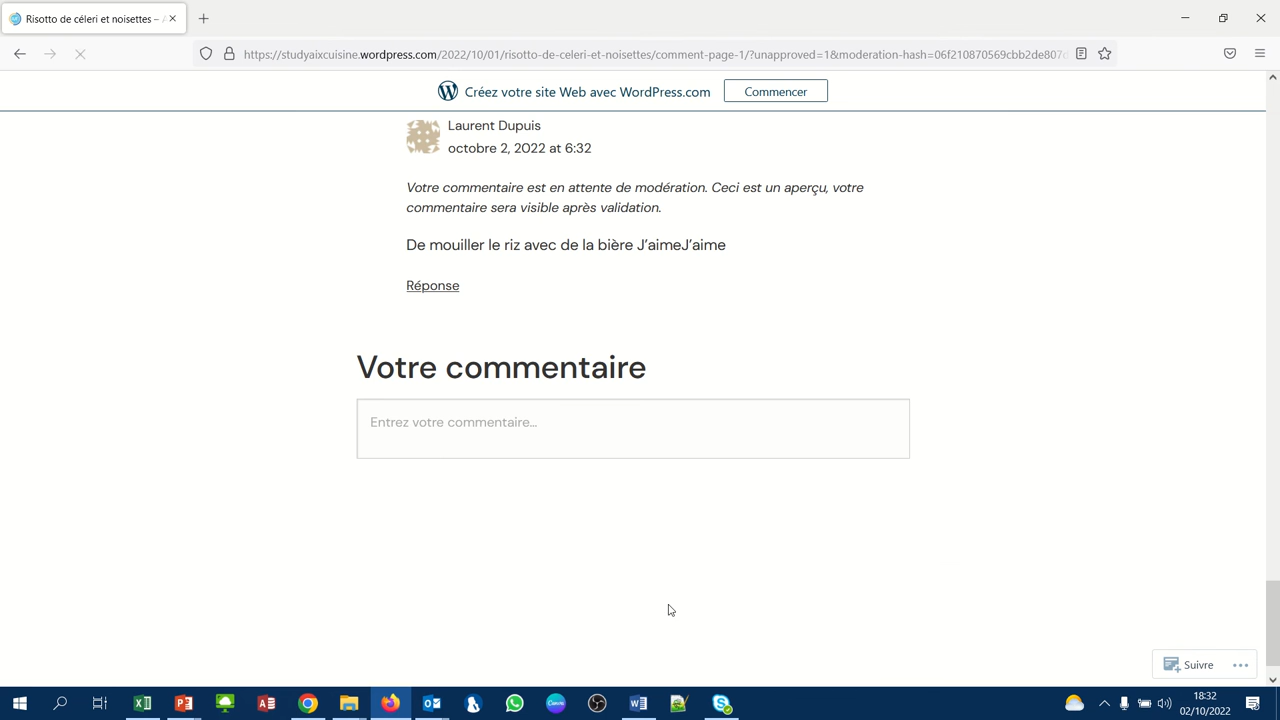 Risotto de céleri et noisettes –
https://studyaixcuisine.wordpress.com/2022/10/01/risotto-de-celeri-et-noisettes/comment-page-1/?unapproved=1&moderation-hash=06f210870569cbb2de807
Créez votre site Web avec WordPress.com
Commencer
Laurent Dupuis
octobre 2, 2022 at 6:32
Votre commentaire est en attente de modération. Ceci est un aperçu, votre
commentaire sera visible après validation.
De mouiller le riz avec de la bière J’aimeJ’aime
Réponse
Votre commentaire
Entrez votre commentaire...
Suivre
18:32
02/10/2022